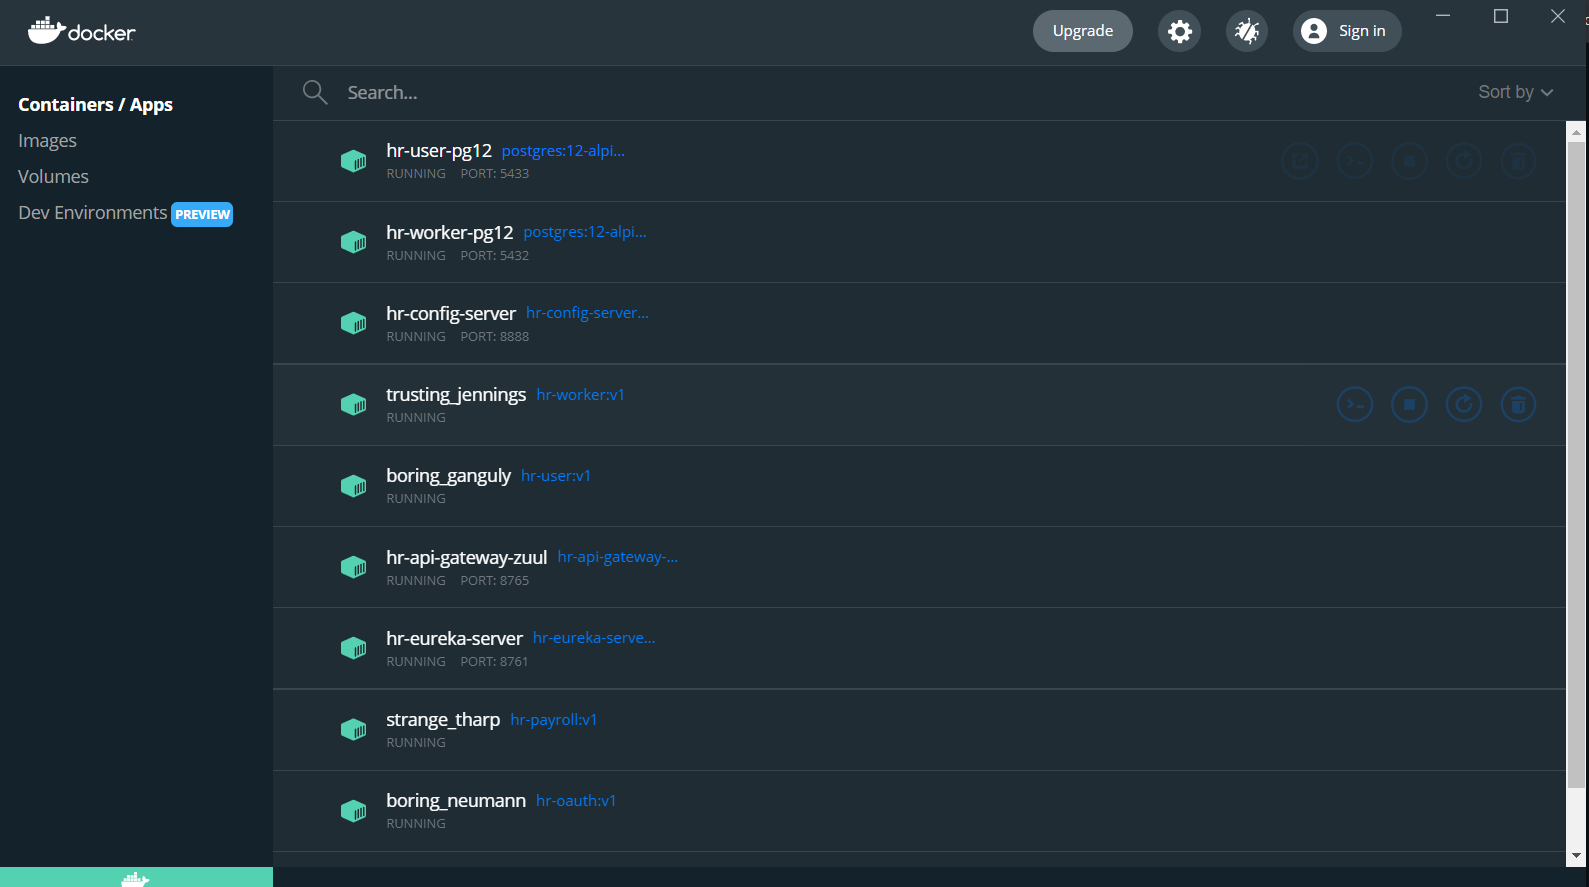 docker
Upgrade
Sign in
Containers / Apps
Images
Volumes
Dev Environments PREVIEW
Search...
Sort by
hr-user-pg12 postgres:12-alpi...
RUNNING PORT: 5433
hr-worker-pg12 postgres:12-alpi...
RUNNING PORT: 5432
hr-config-server hr-config-server...
RUNNING PORT: 8888
trusting_jennings hr-worker:v1
RUNNING
boring_ganguly hr-user:v1
RUNNING
hr-api-gateway-zuul hr-api-gateway-...
RUNNING PORT: 8765
hr-eureka-server hr-eureka-serve...
RUNNING PORT: 8761
strange_tharp hr-payroll:v1
RUNNING
boring_neumann hr-oauth:v1
RUNNING